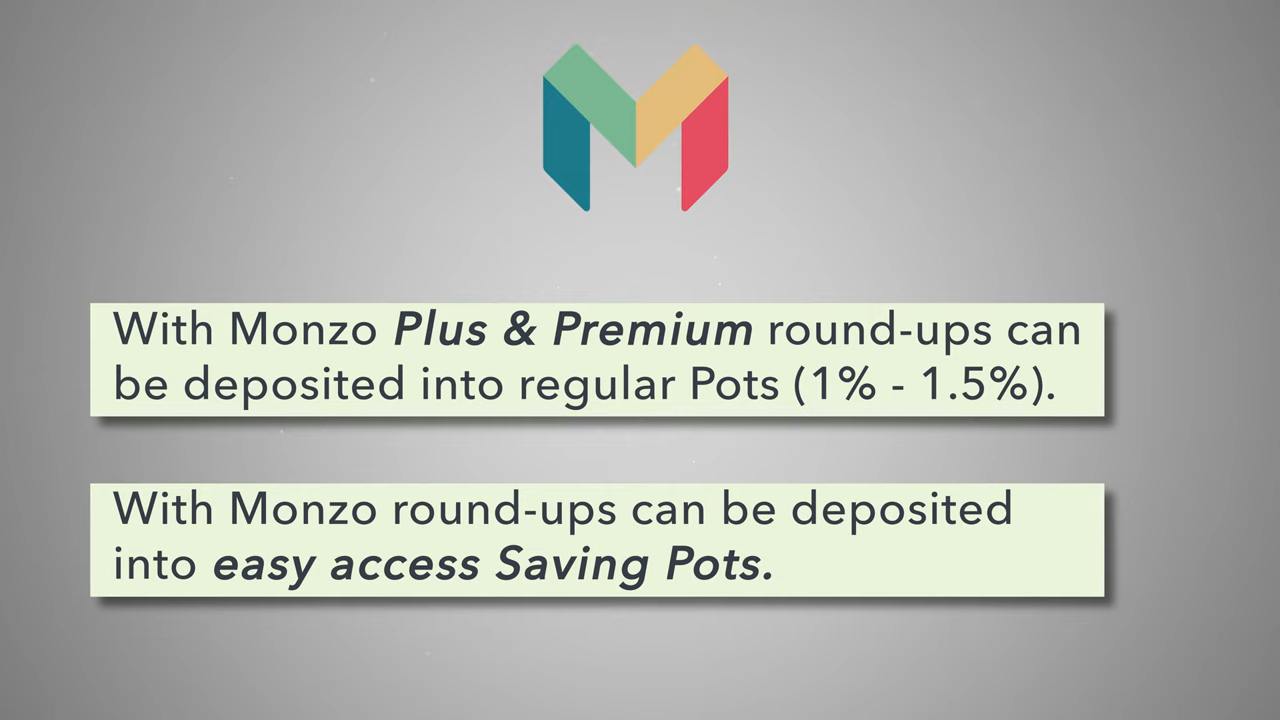 With Monzo Plus & Premium round-ups can
be deposited into regular Pots (1% - 1.5%).
With Monzo round-ups can be deposited
into easy access Saving Pots.